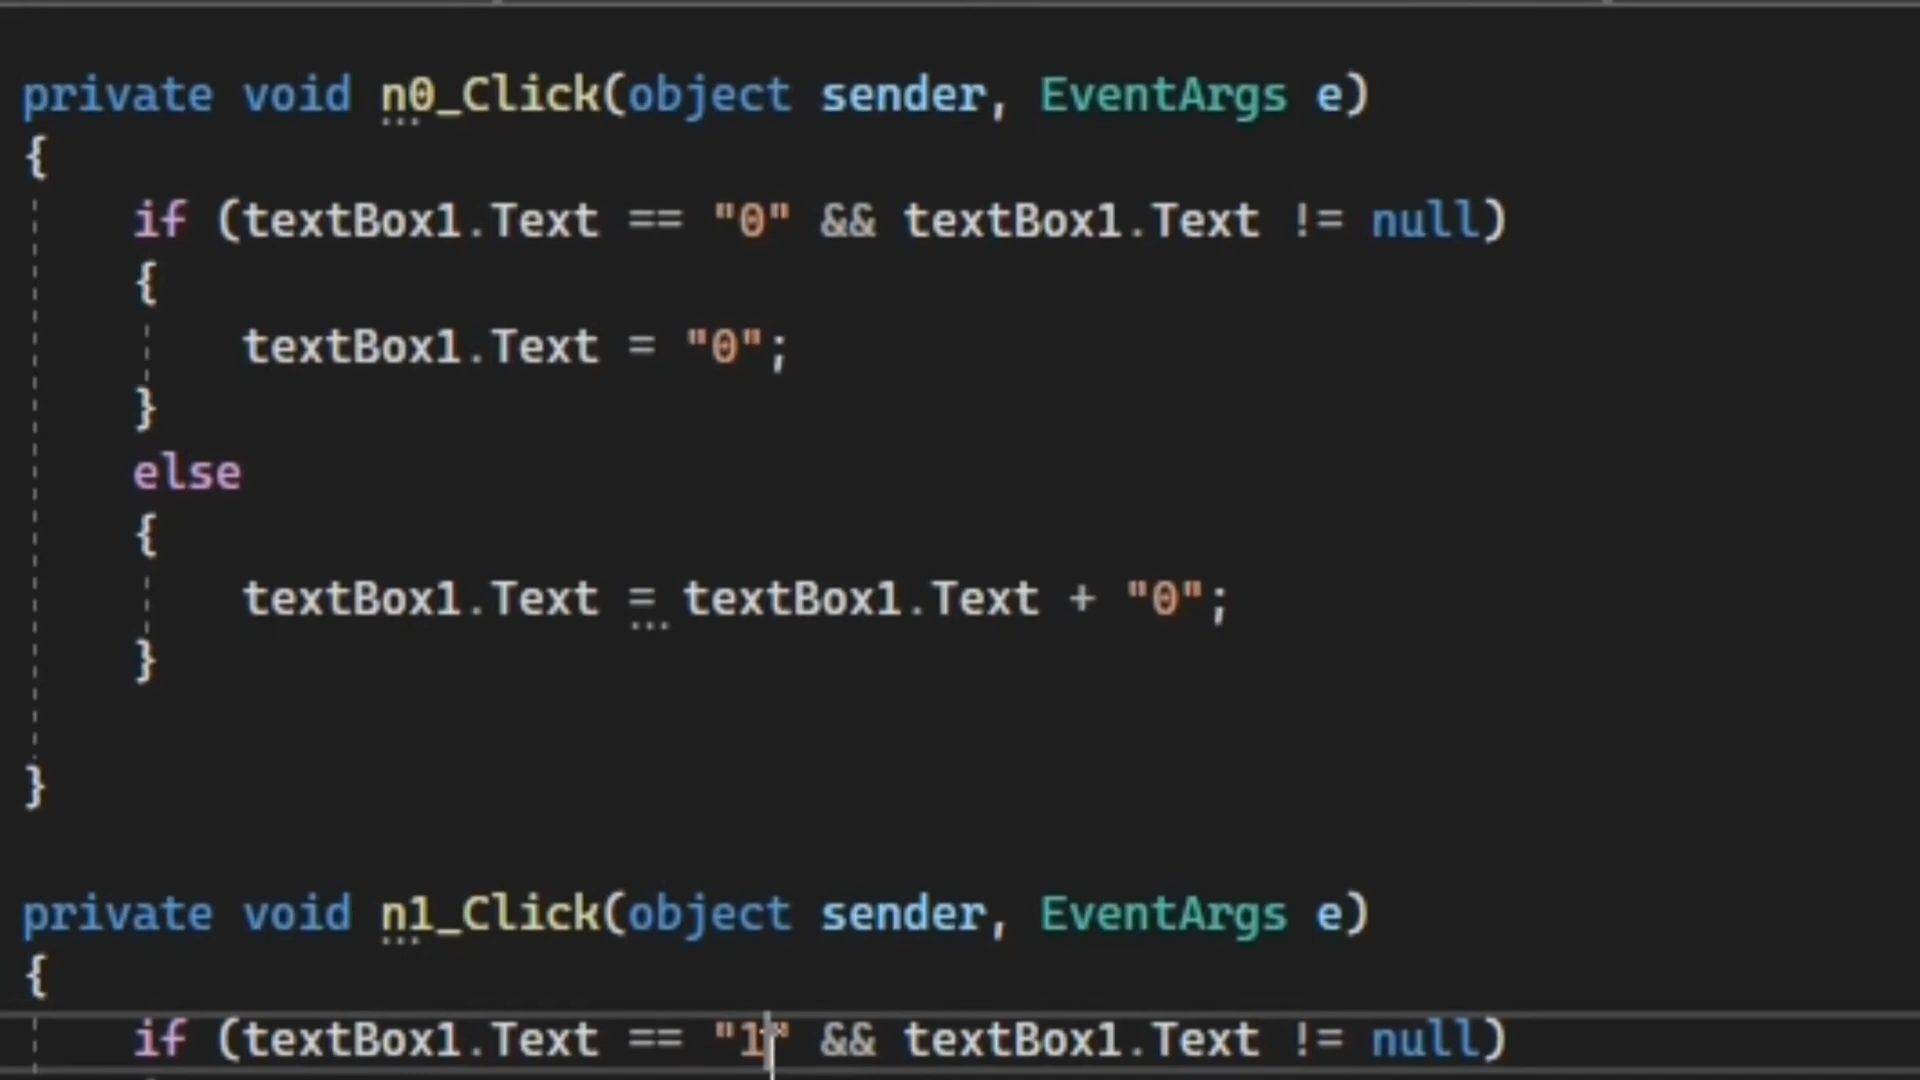 private void n0_Click(object sender, EventArgs e)
{
if (textBox1.Text == "0" && textBox1.Text != null)
{
textBox1.Text = "0";
}
else
{
textBox1.Text = textBox1.Text + "0";
}
}
private void n1_Click(object sender, EventArgs e)
{
if (textBox1.Text == "1" && textBox1.Text != null)